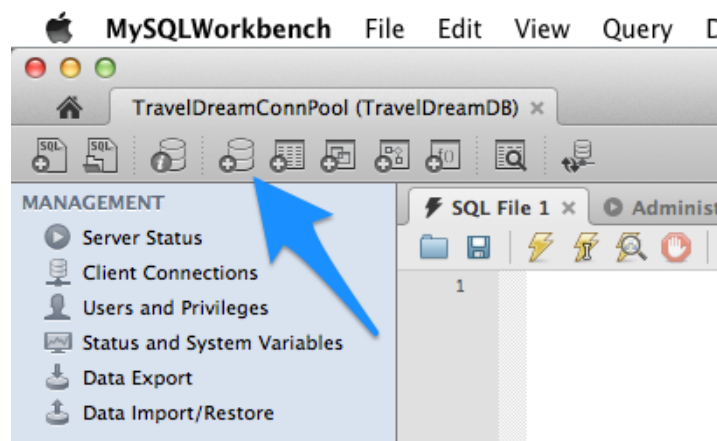 MySQLWorkbench File Edit View Query D
TravelDreamConnPool (TravelDreamDB) ×
SQL SQL f()
MANAGEMENT
SQL File 1 × Administ
Server Status
Client Connections
1
Users and Privileges
Status and System Variables
Data Export
Data Import/Restore